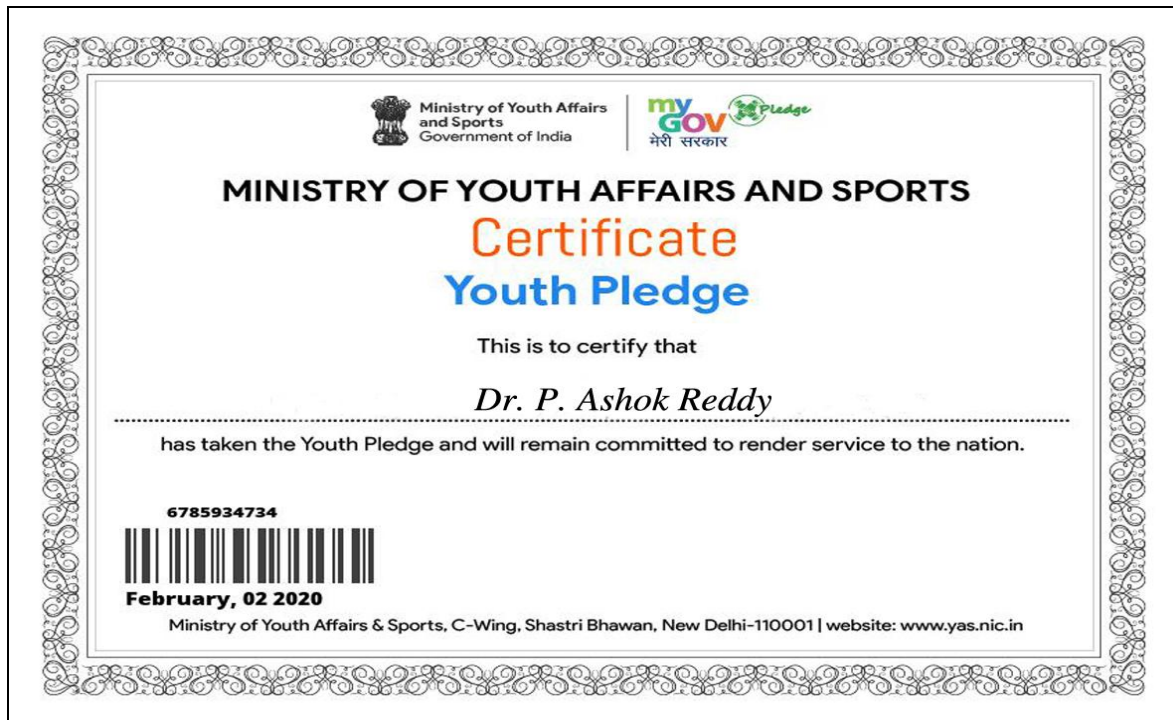 Ministry of Youth Affairs
and Sports
Government of India
my
GOV
मेरी सरकार
Pledge
MINISTRY OF YOUTH AFFAIRS AND SPORTS
Certificate
Youth Pledge
This is to certify that
Dr. P. Ashok Reddy
has taken the Youth Pledge and will remain committed to render service to the nation.
6785934734
February, 02 2020
Ministry of Youth Affairs & Sports, C-Wing, Shastri Bhawan, New Delhi-110001 | website: www.yas.nic.in